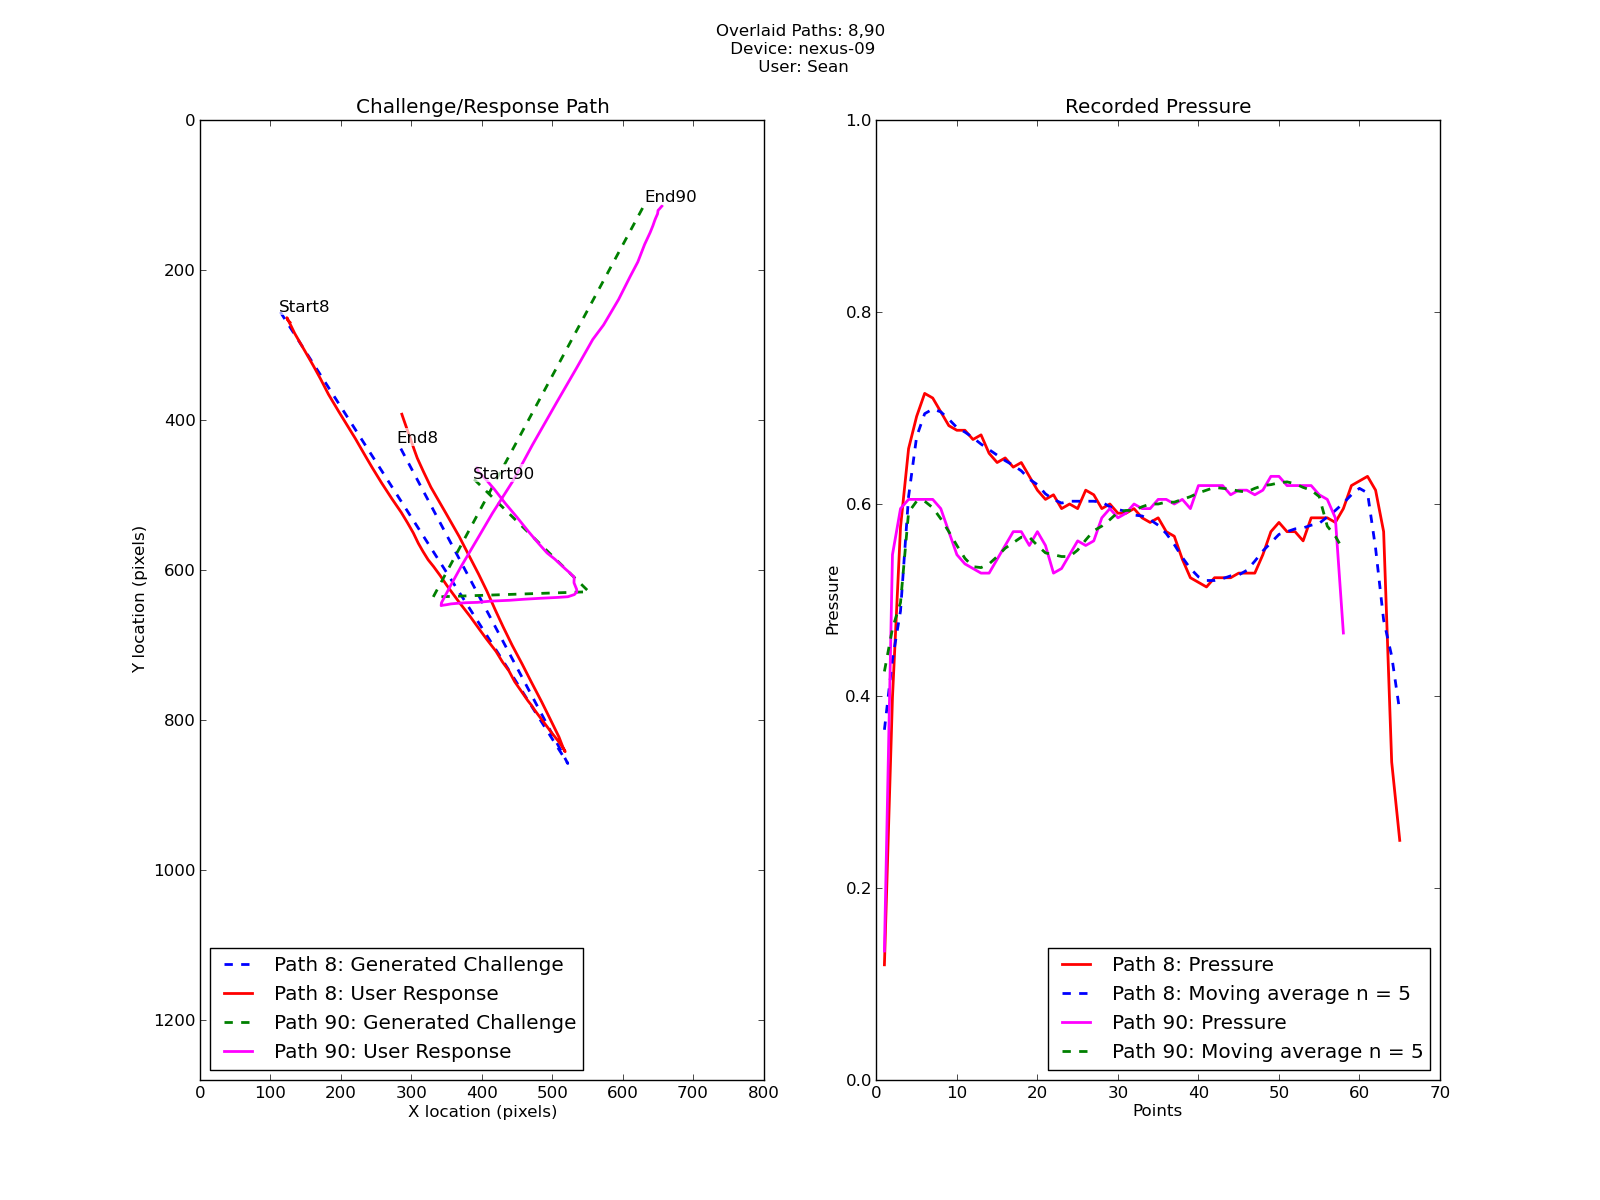 Overlaid Paths: 8,90
Device: nexus-09
User: Sean
Challenge/Response Path
0
200
400
600
800
1000
1200
Y location (pixels)
End90
Start8
End8
Start90
Path 8: Generated Challenge
Path 8: User Response
Path 90: Generated Challenge
Path 90: User Response
0 100 200 300 400 500 600 700 800
X location (pixels)
Recorded Pressure
1.0
0.8
0.6
0.4
0.2
0.0
Pressure
Path 8: Pressure
Path 8: Moving average n = 5
Path 90: Pressure
Path 90: Moving average n = 5
0 10 20 30 40 50 60 70
Points